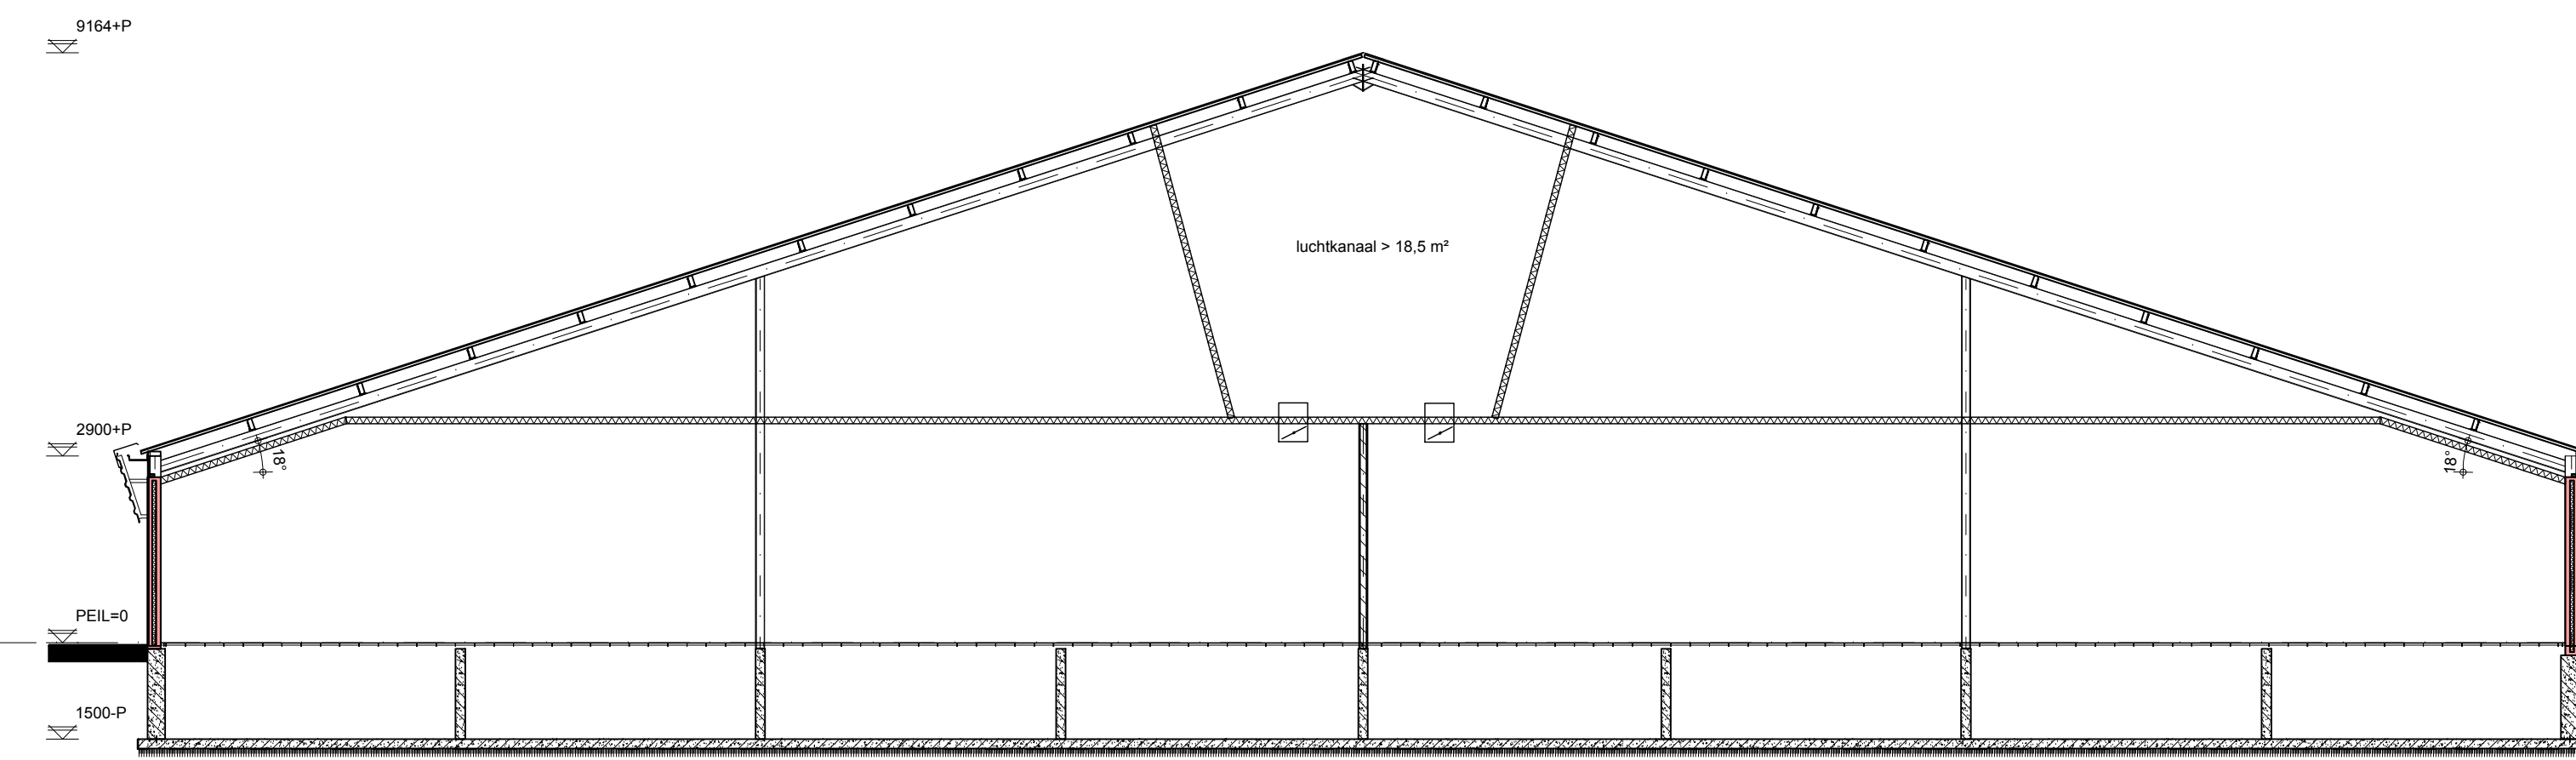 9164+P
luchtkanaal > 18,5 m²
2900+P
18°
18°
PEIL=0
1500-P